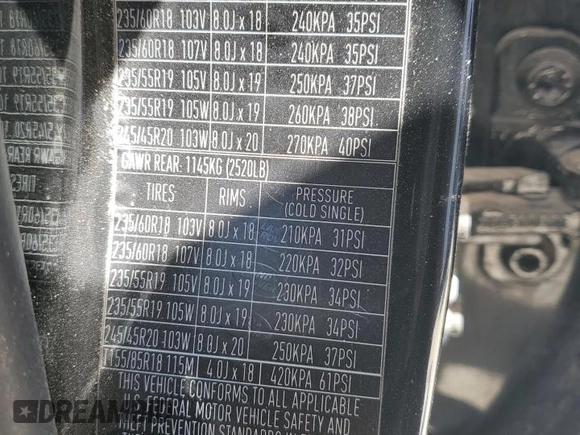 235/60R18 103V 8.0J x 18 240KPA 35PSI
235/60R18 107V 8.0J x 18 240KPA 35PSI
235/55R19 105V 8.0J x 19 250KPA 37PSI
235/55R19 105W 8.0J x 19 260KPA 38PSI
245/45R20 103W 8.0J x 20 270KPA 40PSI
GAWR REAR: 1145KG (2520LB)
TIRES RIMS PRESSURE
(COLD SINGLE)
235/60R18 103V 8.0J x 18 210KPA 31PSI
235/60R18 107V 8.0J x 18 220KPA 32PSI
235/55R19 105V 8.0J x 19 230KPA 34PSI
235/55R19 105W 8.0J x 19 230KPA 34PSI
245/45R20 103W 8.0J x 20 250KPA 37PSI
T155/85R18 115M 4.0J x 18 420KPA 61PSI
THIS VEHICLE CONFORMS TO ALL APPLICABLE
U.S. FEDERAL MOTOR VEHICLE SAFETY AND
THEFT PREVENTION STANDARDS